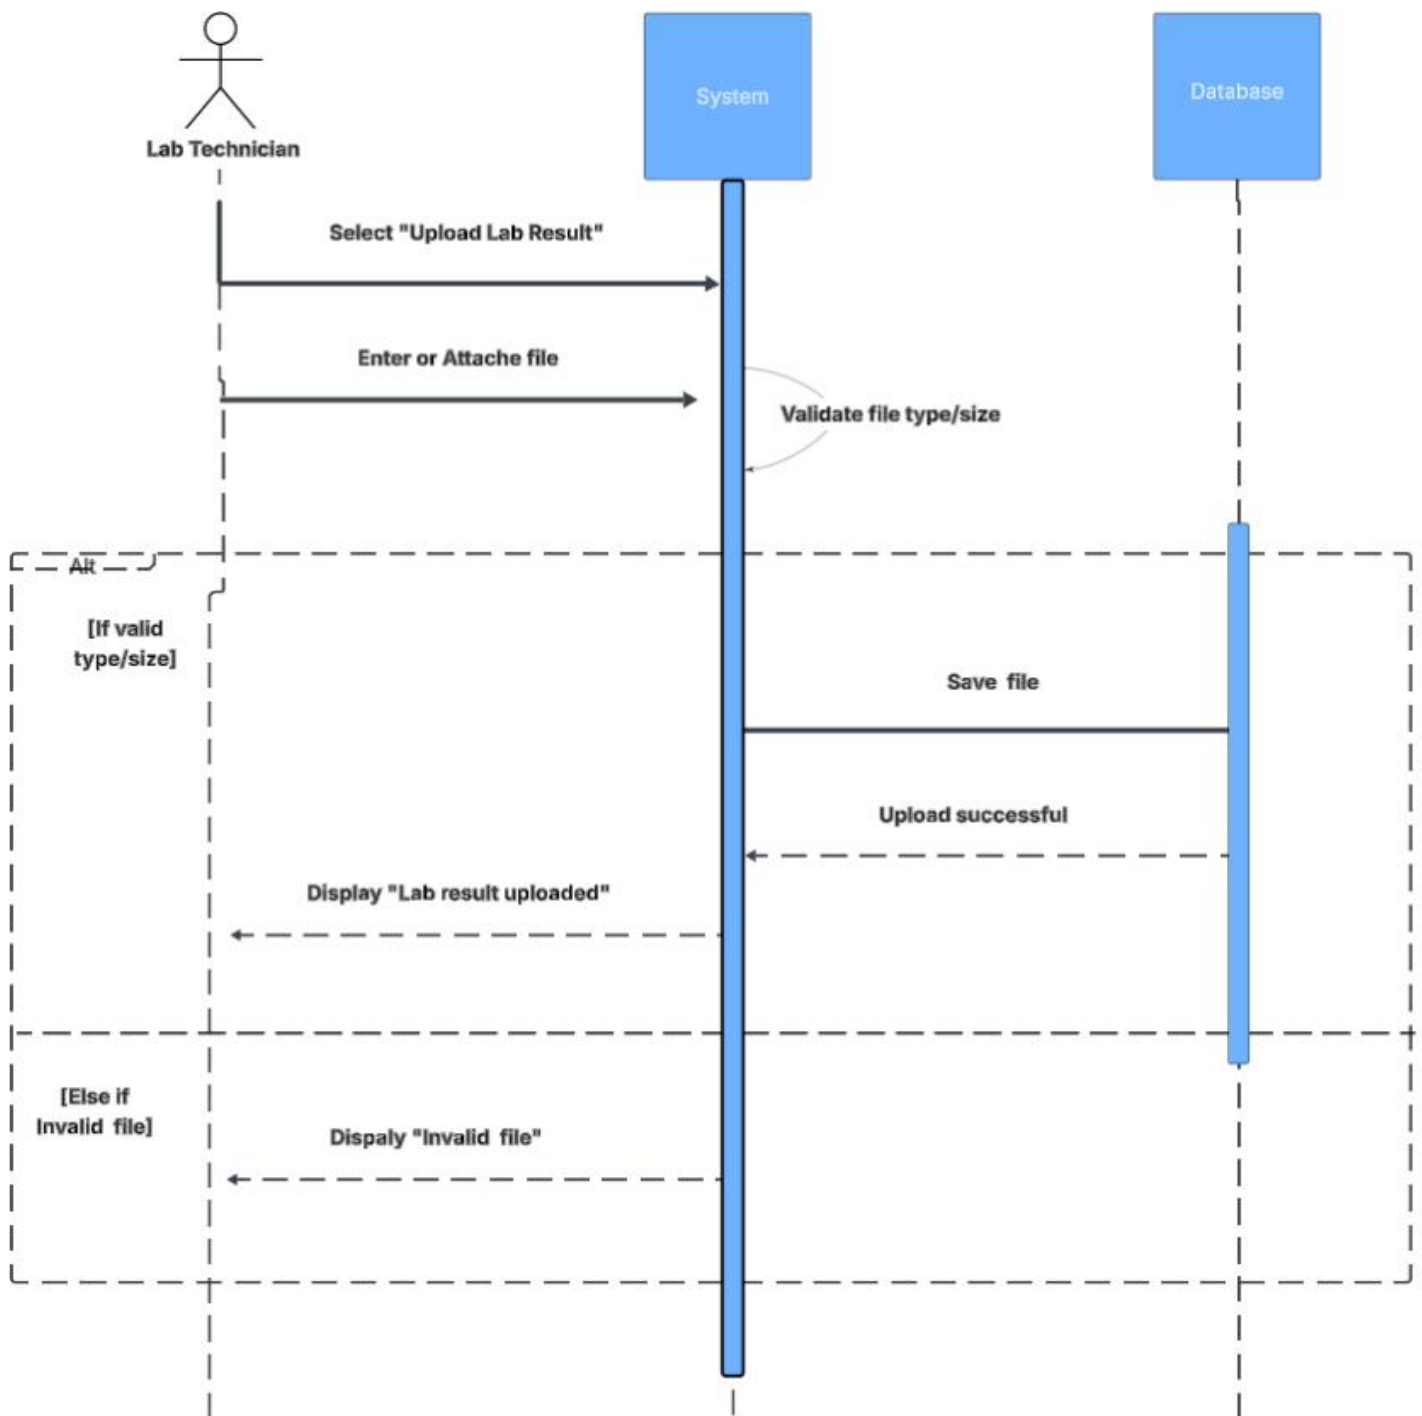 System
Database
Lab Technician
Select "Upload Lab Result"
Enter or Attache file
Validate file type/size
Alt
[If valid
type/size]
Save file
Upload successful
Display "Lab result uploaded"
[Else if
Invalid file]
Dispaly "Invalid file"